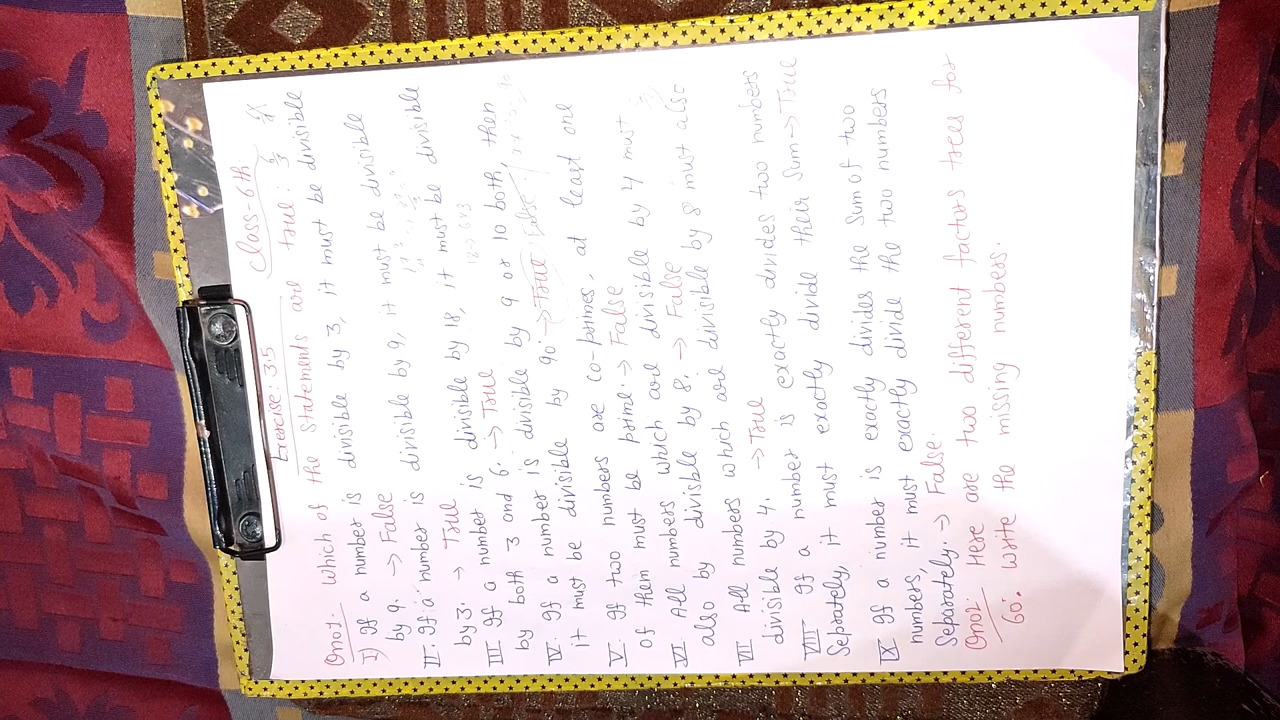 Class-6th
Exercise: 3.5
Qno1: Which of the statements are true:
I) If a number is divisible by 3, it must be divisible
by 9. → False
II. If a number is divisible by 9, it must be divisible
by 3. → True
III If a number is divisible by 18, it must be divisible
by both 3 and 6. → True
IV. If a number is divisible by 9 or 10 both, then
it must be divisible by 90. → True
V. If two numbers are co-primes, at least one
of them must be prime. → False
VI All numbers which are divisible by 4 must
also by divisible by 8. → False
VII All numbers which are divisible by 8 must also
divisible by 4. → True
VIII If a number is exactly divides two numbers
Separately, it must exactly divide their Sum → True
IX If a number is exactly divides the Sum of two
numbers, it must exactly divide the two numbers
Separately. → False.
Qno2. Here are two different factors trees for
60. Write the missing numbers.